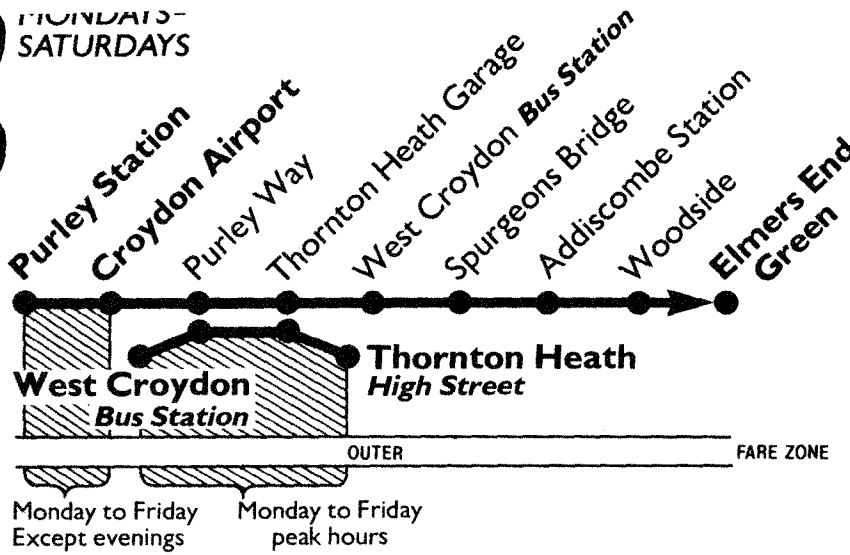 MONDAYS–
SATURDAYS
Purley Station
Croydon Airport
Purley Way
Thornton Heath Garage
West Croydon Bus Station
Spurgeons Bridge
Addiscombe Station
Woodside
Elmers End
Green
West Croydon
Bus Station
Thornton Heath
High Street
OUTER
FARE ZONE
Monday to Friday
Except evenings
Monday to Friday
peak hours